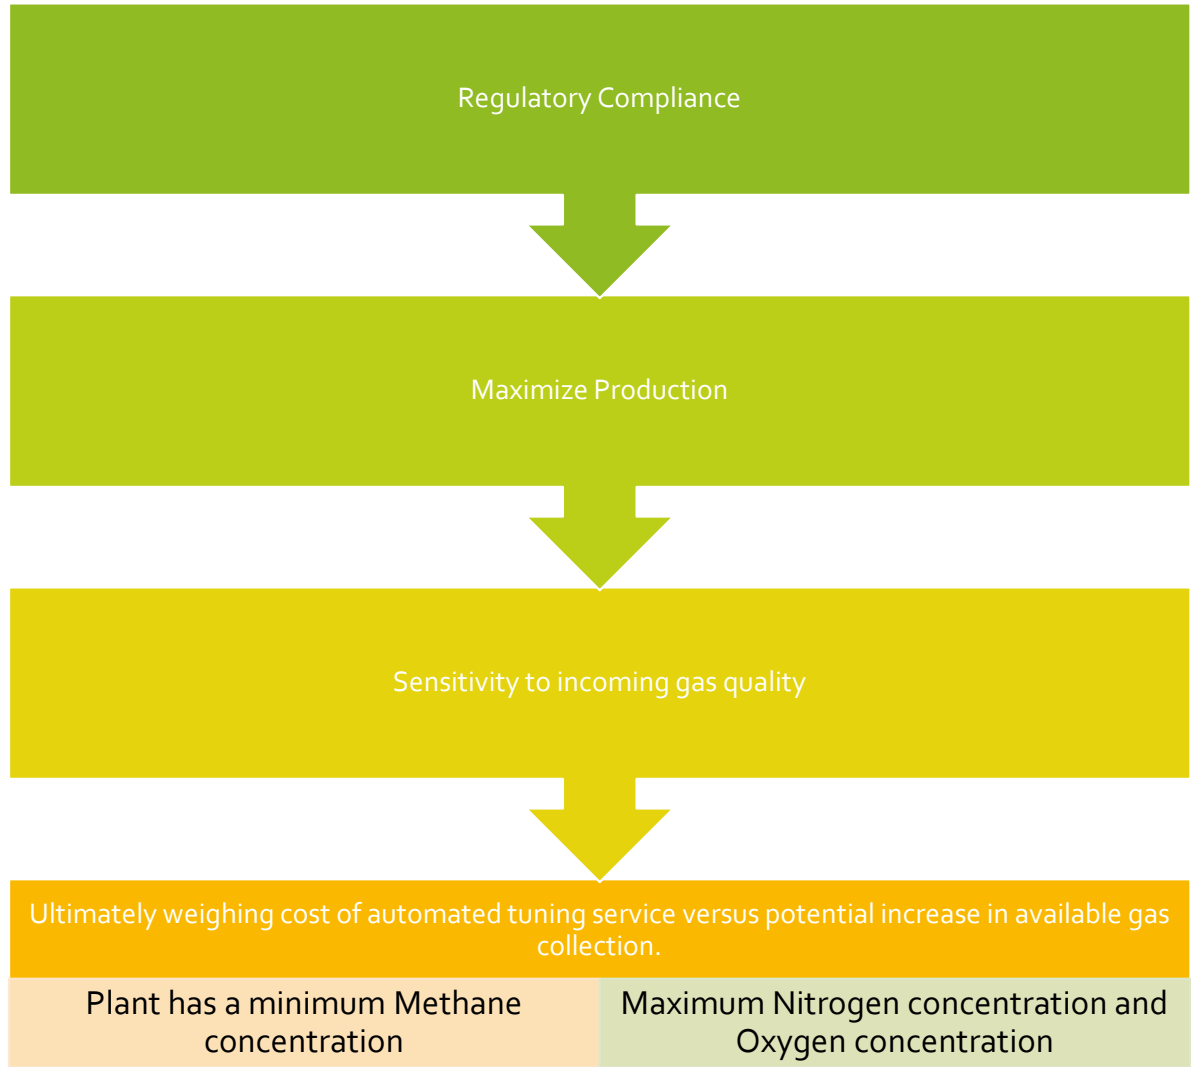 Regulatory Compliance
Maximize Production
Sensitivity to incoming gas quality
Ultimately weighing cost of automated tuning service versus potential increase in available gas
collection.
Plant has a minimum Methane
concentration
Maximum Nitrogen concentration and
Oxygen concentration